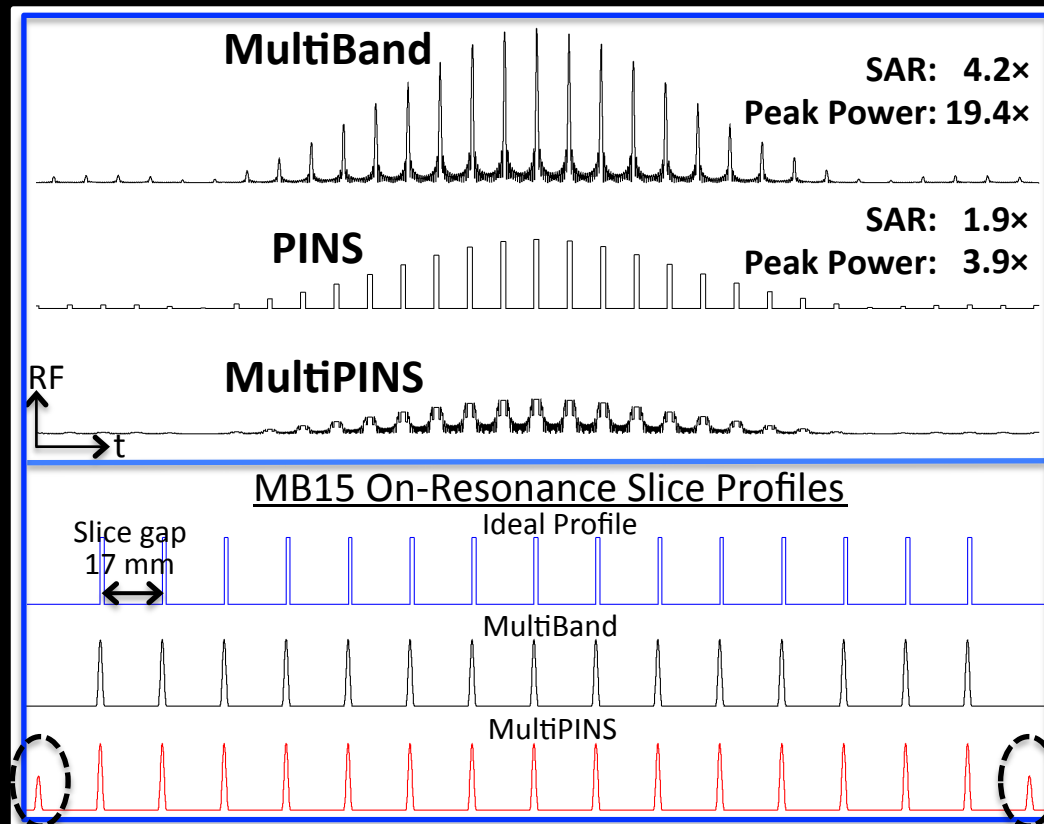 MultiBand
SAR: 4.2×
Peak Power: 19.4×
PINS
SAR: 1.9×
Peak Power: 3.9×
MultiPINS
RF
t
MB15 On-Resonance Slice Profiles
Ideal Profile
Slice gap
17 mm
MultiBand
MultiPINS